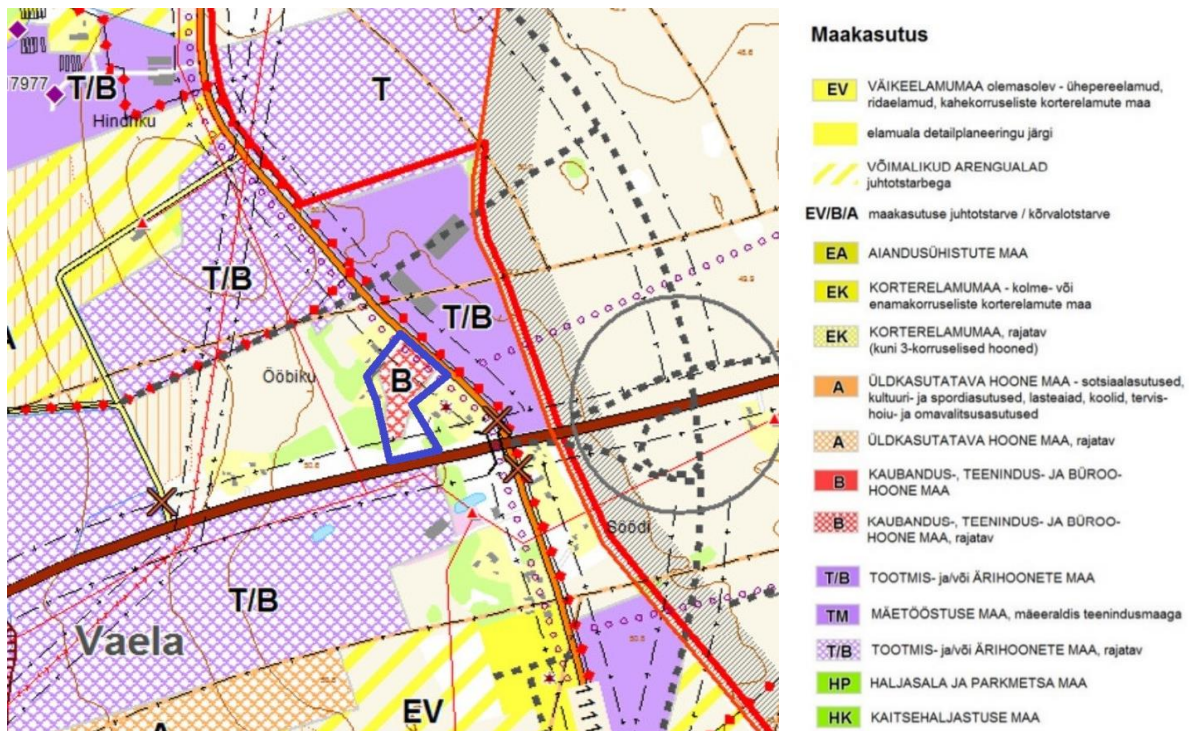 T/B
17977
Hindriku
T
T/B
T/B
Ööbiku
B
Söödi
T/B
Vaela
EV
A
Maakasutus
EV VÄIKEELAMUMAA olemasolev - ühepereelamud,
ridaelamud, kahekorruseliste korterelamute maa
elamuala detailplaneeringu järgi
VÕIMALIKUD ARENGUALAD
juhtotstarbega
EV/B/A maakasutuse juhtotstarve / kõrvalotstarve
EA AIANDUSÜHISTUTE MAA
EK KORTERELAMUMAA - kolme- või
enamakorruseliste korterelamute maa
EK KORTERELAMUMAA, rajatav
(kuni 3-korruselised hooned)
A ÜLDKASUTATAVA HOONE MAA - sotsiaalasutused,
kultuuri- ja spordiasutused, lasteaiad, koolid, tervis-
hoiu- ja omavalitsusasutused
A ÜLDKASUTATAVA HOONE MAA, rajatav
B KAUBANDUS-, TEENINDUS- JA BÜROO-
HOONE MAA
B KAUBANDUS-, TEENINDUS- JA BÜROO-
HOONE MAA, rajatav
T/B TOOTMIS- ja/või ÄRIHOONETE MAA
TM MÄETÖÖSTUSE MAA, mäeeraldis teenindusmaaga
T/B TOOTMIS- ja/või ÄRIHOONETE MAA, rajatav
HP HALJASALA JA PARKMETSA MAA
HK KAITSEHALJASTUSE MAA